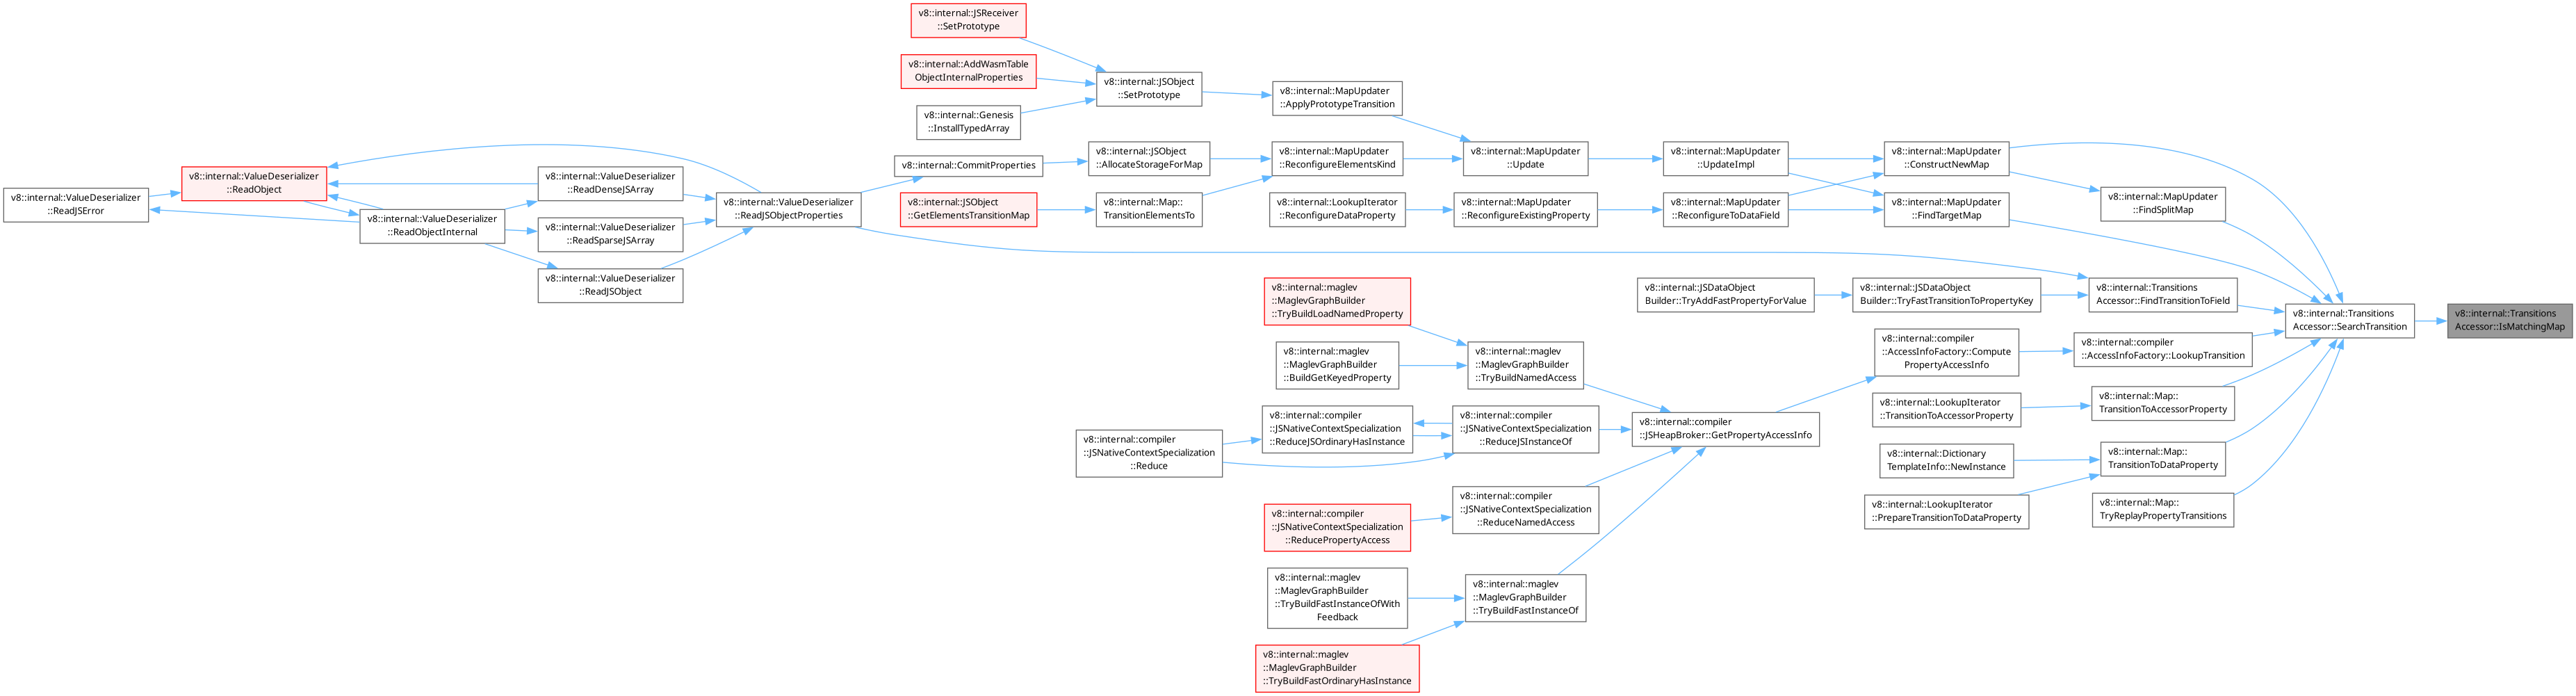 v8::internal::JSReceiver
::SetPrototype
v8::internal::AddWasmTable
ObjectInternalProperties
v8::internal::JSObject
::SetPrototype
v8::internal::MapUpdater
::ApplyPrototypeTransition
v8::internal::Genesis
::InstallTypedArray
v8::internal::ValueDeserializer
::ReadJSError
v8::internal::ValueDeserializer
::ReadObject
v8::internal::ValueDeserializer
::ReadObjectInternal
v8::internal::ValueDeserializer
::ReadDenseJSArray
v8::internal::ValueDeserializer
::ReadSparseJSArray
v8::internal::ValueDeserializer
::ReadJSObject
v8::internal::ValueDeserializer
::ReadJSObjectProperties
v8::internal::CommitProperties
v8::internal::JSObject
::GetElementsTransitionMap
v8::internal::JSObject
::AllocateStorageForMap
v8::internal::Map::
TransitionElementsTo
v8::internal::MapUpdater
::ReconfigureElementsKind
v8::internal::LookupIterator
::ReconfigureDataProperty
v8::internal::MapUpdater
::Update
v8::internal::MapUpdater
::ReconfigureExistingProperty
v8::internal::MapUpdater
::UpdateImpl
v8::internal::MapUpdater
::ReconfigureToDataField
v8::internal::MapUpdater
::ConstructNewMap
v8::internal::MapUpdater
::FindTargetMap
v8::internal::MapUpdater
::FindSplitMap
v8::internal::JSDataObject
Builder::TryAddFastPropertyForValue
v8::internal::JSDataObject
Builder::TryFastTransitionToPropertyKey
v8::internal::Transitions
Accessor::FindTransitionToField
v8::internal::Transitions
Accessor::SearchTransition
v8::internal::Transitions
Accessor::IsMatchingMap
v8::internal::maglev
::MaglevGraphBuilder
::TryBuildLoadNamedProperty
v8::internal::maglev
::MaglevGraphBuilder
::BuildGetKeyedProperty
v8::internal::maglev
::MaglevGraphBuilder
::TryBuildNamedAccess
v8::internal::compiler
::AccessInfoFactory::Compute
PropertyAccessInfo
v8::internal::compiler
::AccessInfoFactory::LookupTransition
v8::internal::LookupIterator
::TransitionToAccessorProperty
v8::internal::Map::
TransitionToAccessorProperty
v8::internal::compiler
::JSNativeContextSpecialization
::Reduce
v8::internal::compiler
::JSNativeContextSpecialization
::ReduceJSOrdinaryHasInstance
v8::internal::compiler
::JSNativeContextSpecialization
::ReduceJSInstanceOf
v8::internal::compiler
::JSHeapBroker::GetPropertyAccessInfo
v8::internal::Dictionary
TemplateInfo::NewInstance
v8::internal::Map::
TransitionToDataProperty
v8::internal::LookupIterator
::PrepareTransitionToDataProperty
v8::internal::Map::
TryReplayPropertyTransitions
v8::internal::compiler
::JSNativeContextSpecialization
::ReducePropertyAccess
v8::internal::compiler
::JSNativeContextSpecialization
::ReduceNamedAccess
v8::internal::maglev
::MaglevGraphBuilder
::TryBuildFastInstanceOfWith
Feedback
v8::internal::maglev
::MaglevGraphBuilder
::TryBuildFastInstanceOf
v8::internal::maglev
::MaglevGraphBuilder
::TryBuildFastOrdinaryHasInstance